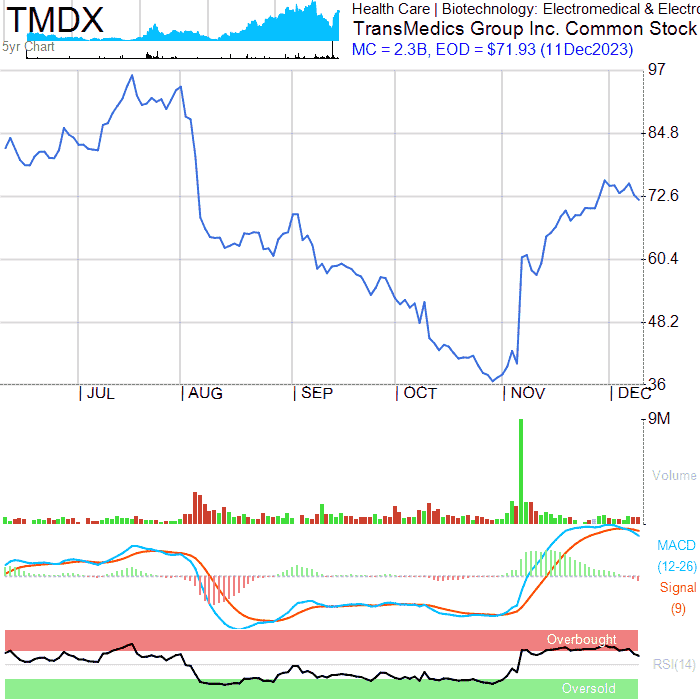 TMDX
5yr Chart
Health Care | Biotechnology: Electromedical & Electro
TransMedics Group Inc. Common Stock
MC = 2.3B, EOD = $71.93 (11Dec2023)
97
84.8
72.6
60.4
48.2
36
| JUL | AUG | SEP | OCT | NOV | DEC
9M
Volume
MACD
(12-26)
Signal
(9)
Overbought
RSI(14)
Oversold